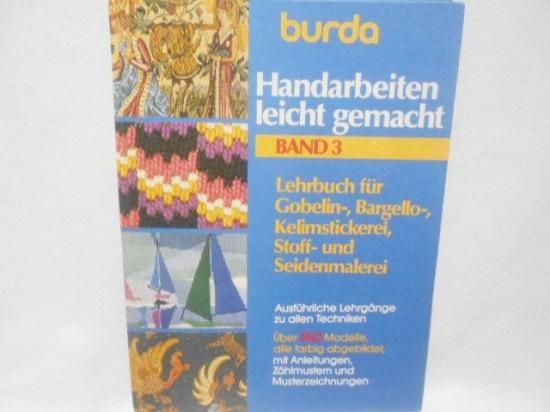 burda
Handarbeiten
leicht gemacht
BAND 3
Lehrbuch für
Gobelin-, Bargello-,
Kelimstickerei,
Stoff- und
Seidenmalerei
Ausführliche Lehrgänge
zu allen Techniken
Über 150 Modelle,
alle farbig abgebildet,
mit Anleitungen,
Zählmustern und
Musterzeichnungen